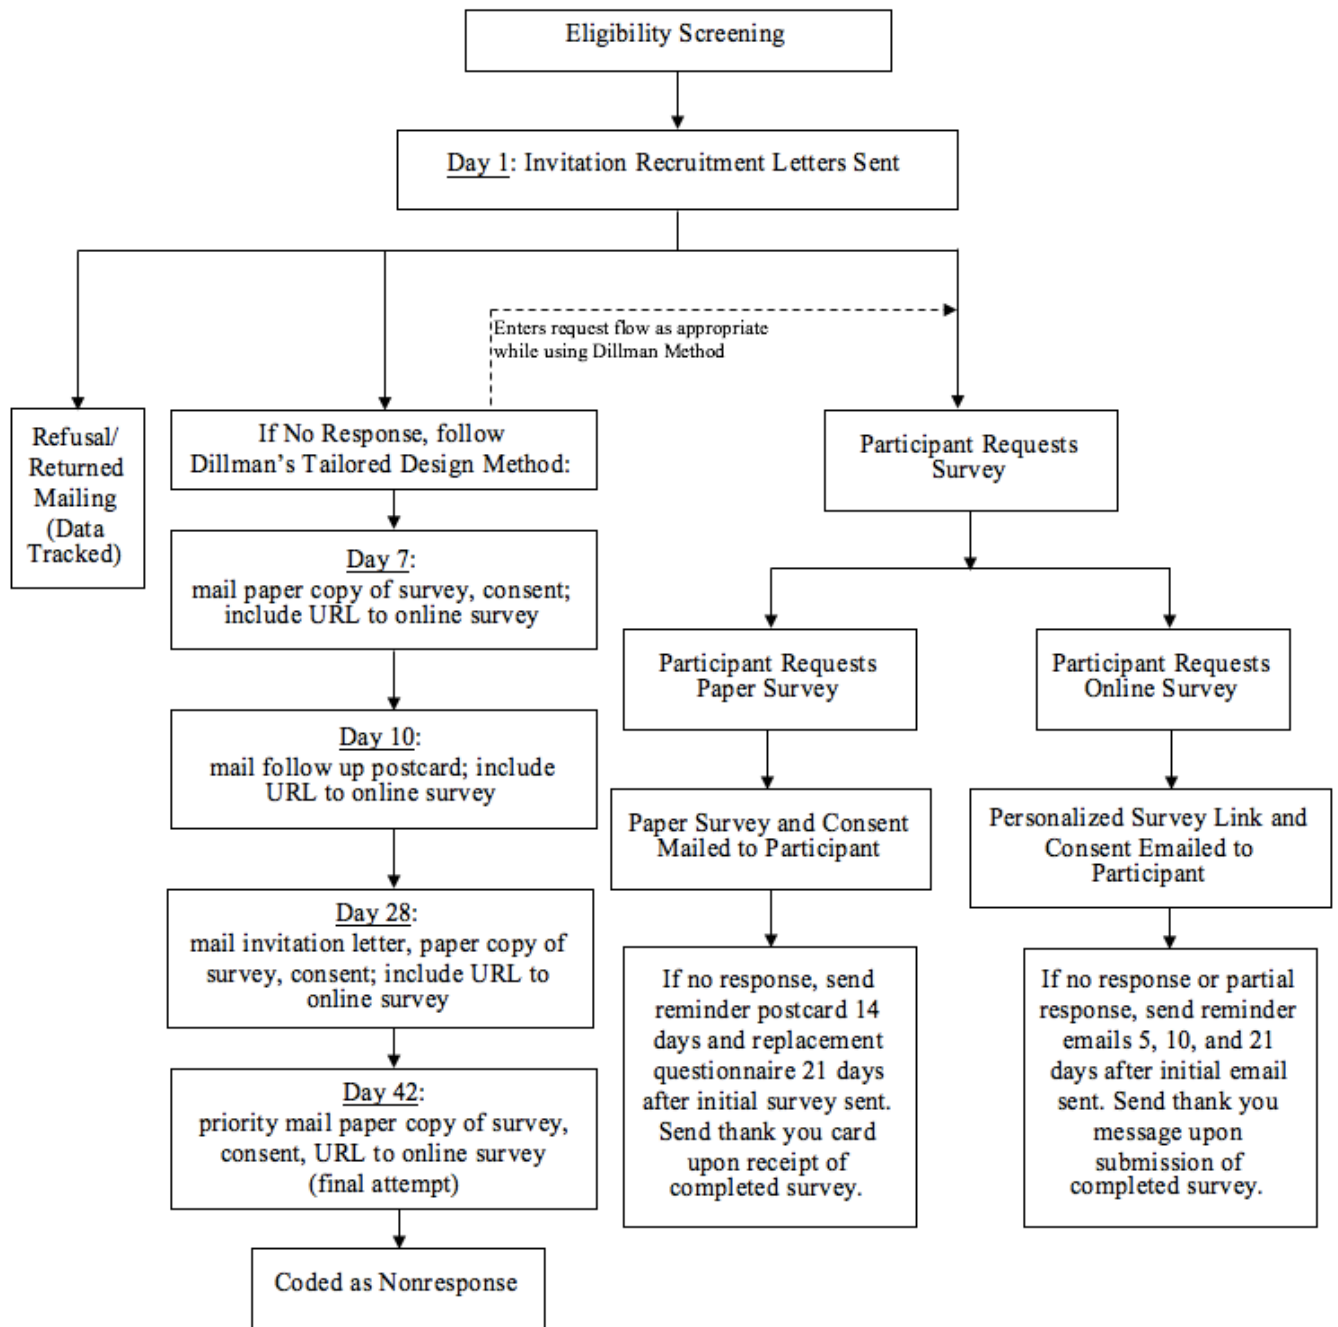 Eligibility Screening
Day 1: Invitation Recruitment Letters Sent
Enters request flow as appropriate
while using Dillman Method
Refusal/
Returned
Mailing
(Data
Tracked)
If No Response, follow
Dillman's Tailored Design Method:
Day 7:
mail paper copy of survey, consent;
include URL to online survey
Day 10:
mail follow up postcard; include
URL to online survey
Day 28:
mail invitation letter, paper copy of
survey, consent; include URL to
online survey
Day 42:
priority mail paper copy of survey,
consent, URL to online survey
(final attempt)
Coded as Nonresponse
Participant Requests
Survey
Participant Requests
Paper Survey
Paper Survey and Consent
Mailed to Participant
If no response, send
reminder postcard 14
days and replacement
questionnaire 21 days
after initial survey sent.
Send thank you card
upon receipt of
completed survey.
Participant Requests
Online Survey
Personalized Survey Link and
Consent Emailed to
Participant
If no response or partial
response, send reminder
emails 5, 10, and 21
days after initial email
sent. Send thank you
message upon
submission of
completed survey.